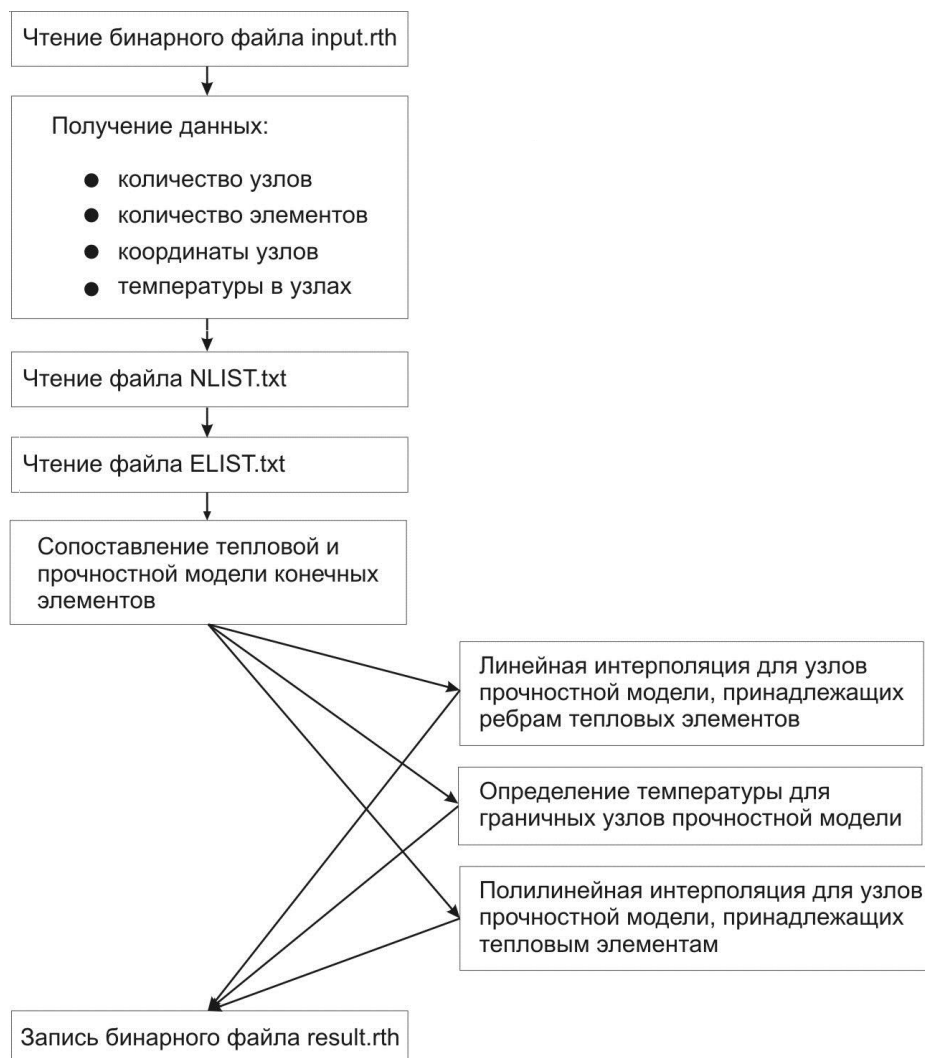 Чтение бинарного файла input.rth
Получение данных:
● количество узлов
● количество элементов
● координаты узлов
● температуры в узлах
Чтение файла NLIST.txt
Чтение файла ELIST.txt
Сопоставление тепловой и
прочностной модели конечных
элементов
Линейная интерполяция для узлов
прочностной модели, принадлежащих
ребрам тепловых элементов
Определение температуры для
граничных узлов прочностной модели
Полилинейная интерполяция для узлов
прочностной модели, принадлежащих
тепловым элементам
Запись бинарного файла result.rth